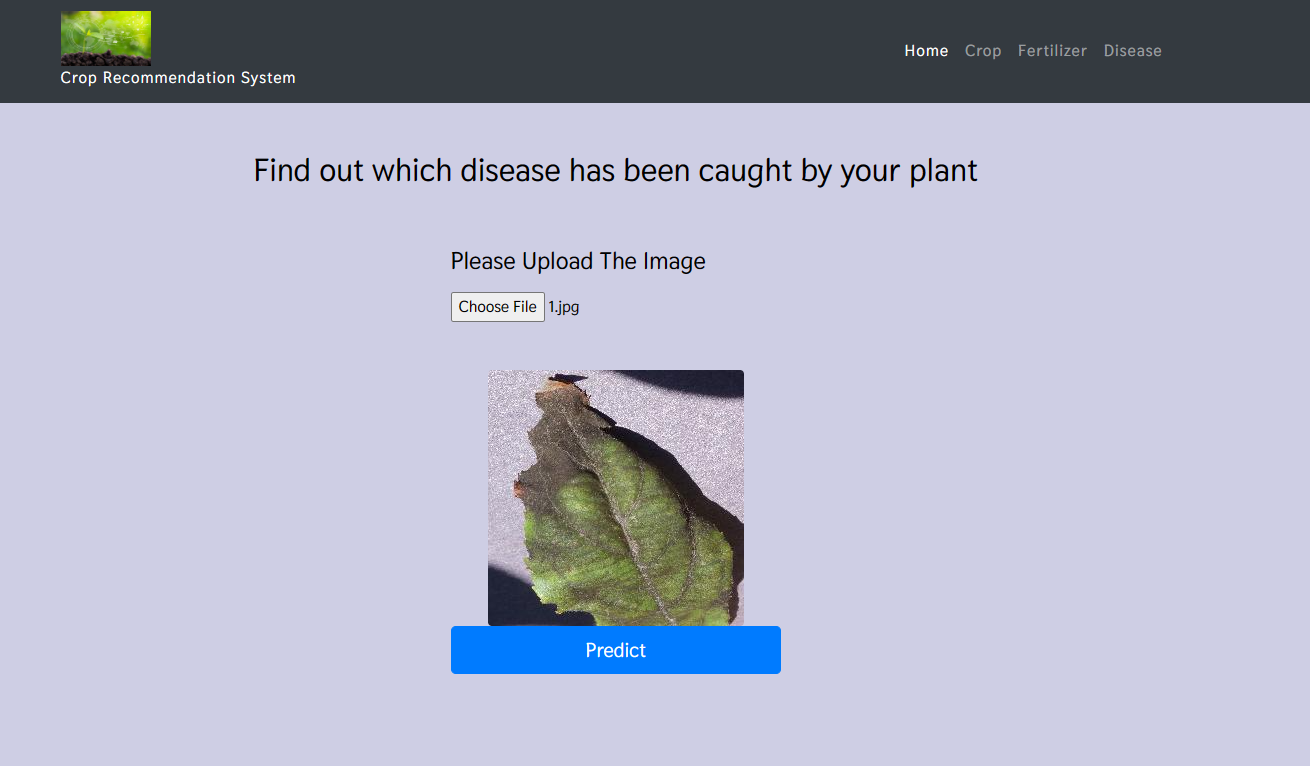 Crop Recommendation System
Home Crop Fertilizer Disease
Find out which disease has been caught by your plant
Please Upload The Image
Choose File 1.jpg
Predict